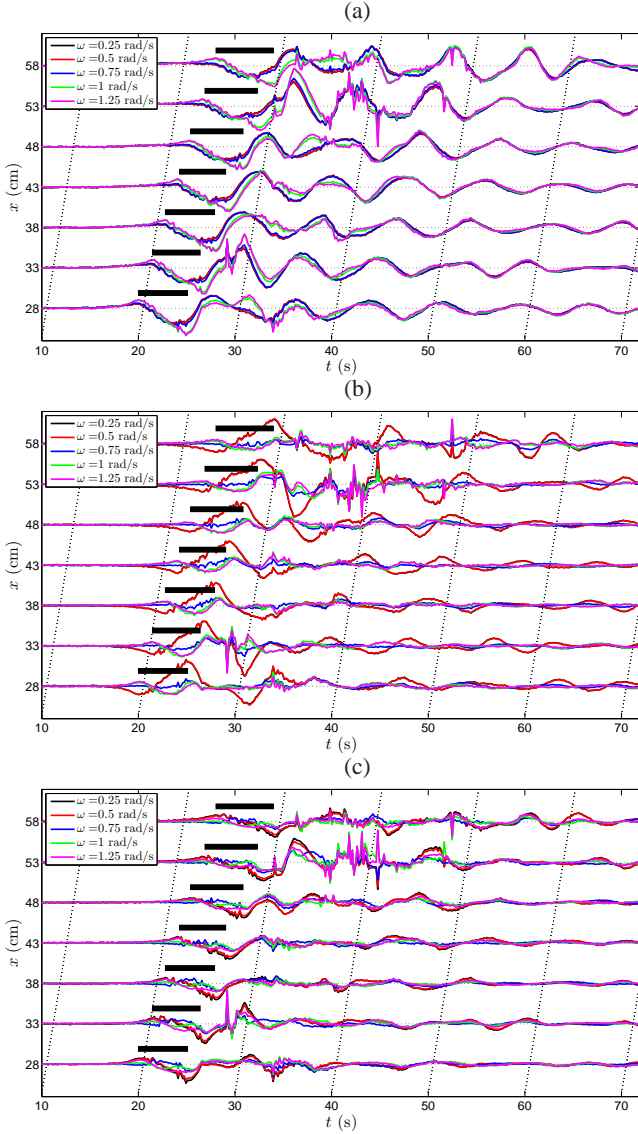 (a)
ω =0.25 rad/s
ω =0.5 rad/s
ω =0.75 rad/s
ω =1 rad/s
ω =1.25 rad/s
58
53
48
43
38
33
28
x (cm)
10 20 30 40 50 60 70
t (s)
(b)
ω =0.25 rad/s
ω =0.5 rad/s
ω =0.75 rad/s
ω =1 rad/s
ω =1.25 rad/s
58
53
48
43
38
33
28
x (cm)
10 20 30 40 50 60 70
t (s)
(c)
ω =0.25 rad/s
ω =0.5 rad/s
ω =0.75 rad/s
ω =1 rad/s
ω =1.25 rad/s
58
53
48
43
38
33
28
x (cm)
10 20 30 40 50 60 70
t (s)